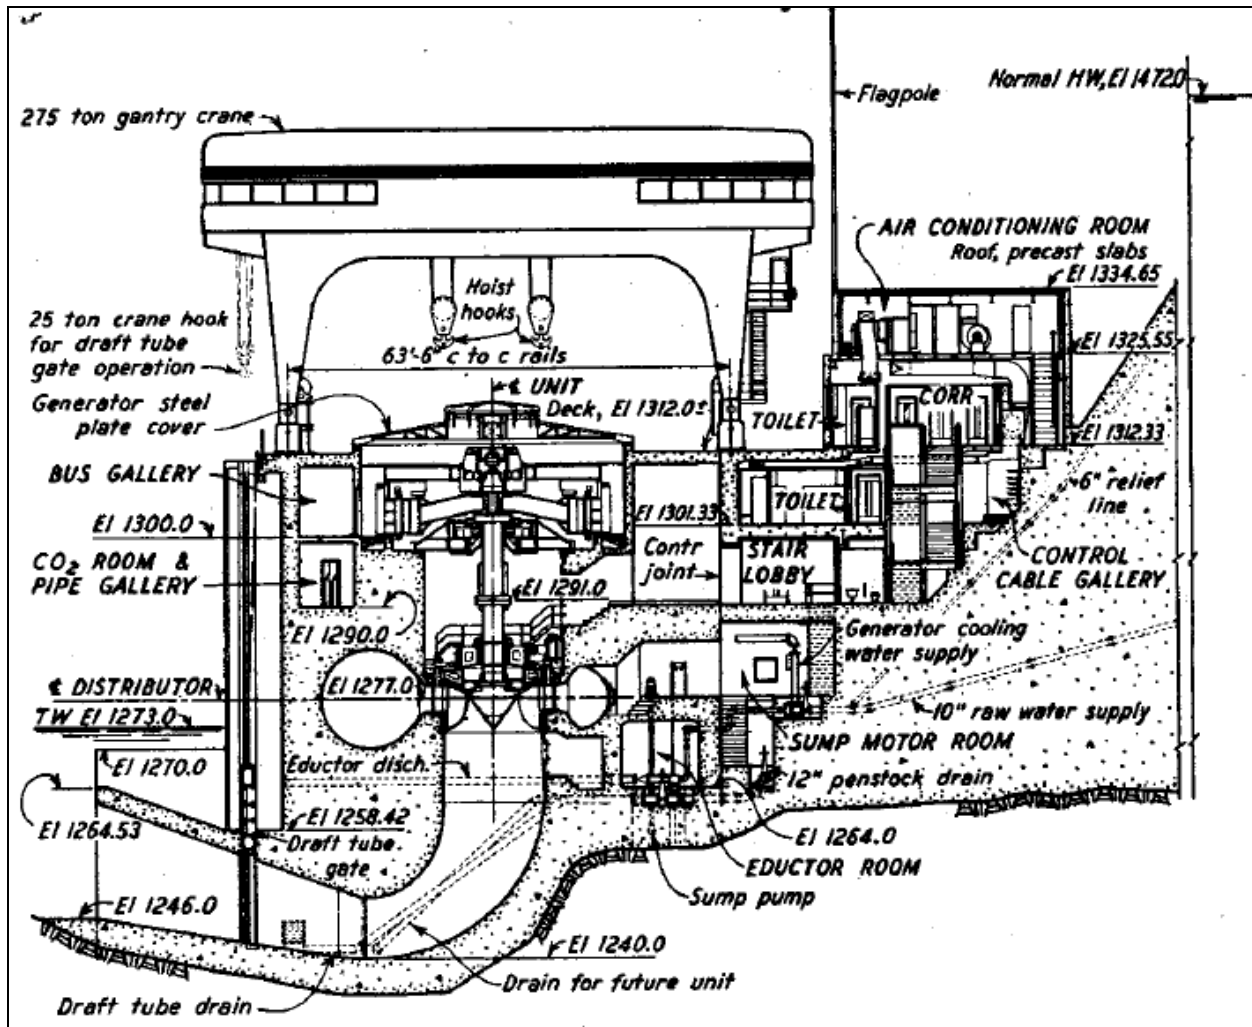 Normal HW, El 1472.0
Flagpole
275 ton gantry crane
AIR CONDITIONING ROOM
Roof, precast slabs
El 1334.65
25 ton crane hook
for draft tube
gate operation
Hoist
hooks
63'-6" c to c rails
El 1325.55
℄ UNIT
Deck, El 1312.0±
Generator steel
plate cover
TOILET
CORR
El 1312.33
BUS GALLERY
TOILET
6" relief
line
El 1300.0
El 1301.33
CO₂ ROOM &
PIPE GALLERY
Contr
joint
STAIR
LOBBY
CONTROL
CABLE GALLERY
El 1291.0
El 1290.0
Generator cooling
water supply
℄ DISTRIBUTOR
El 1277.0
TW El 1273.0
10" raw water supply
SUMP MOTOR ROOM
El 1270.0
Eductor disch.
12" penstock drain
El 1264.53
El 1258.42
Draft tube
gate
El 1264.0
EDUCTOR ROOM
Sump pump
El 1246.0
El 1240.0
Drain for future unit
Draft tube drain